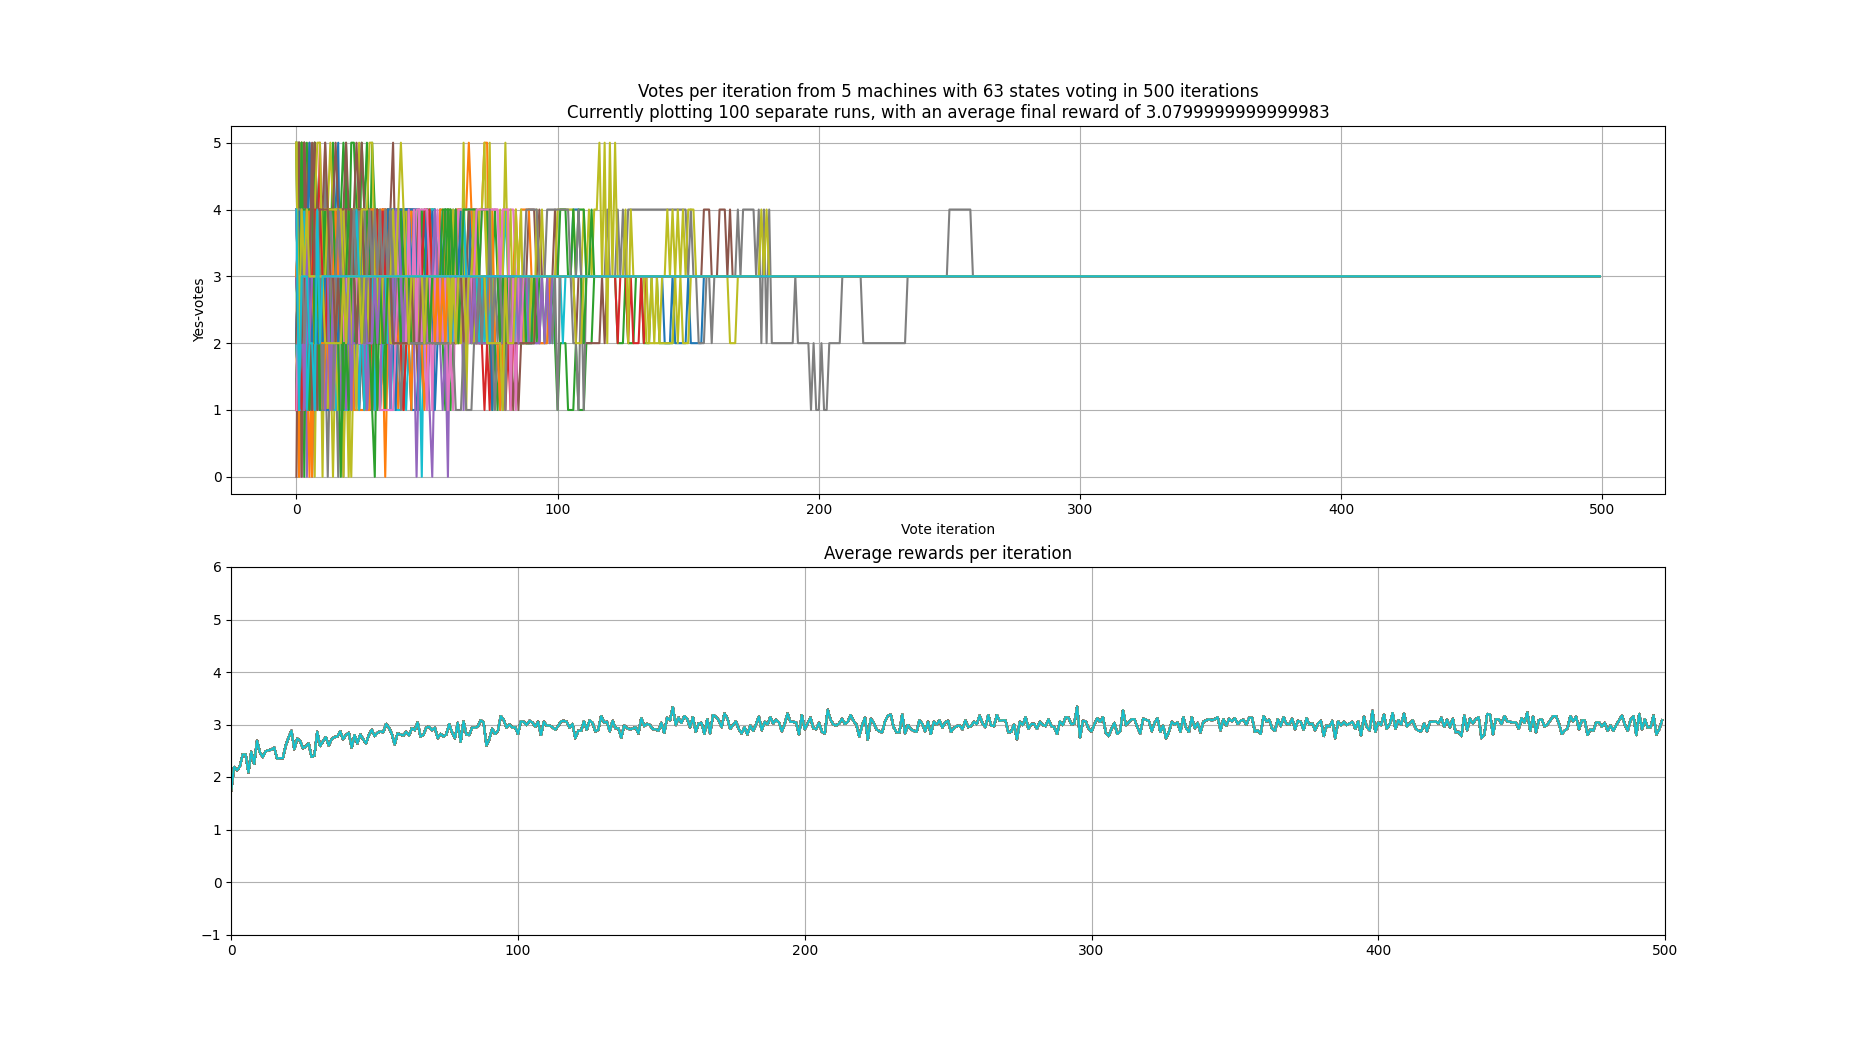 Votes per iteration from 5 machines with 63 states voting in 500 iterations
Currently plotting 100 separate runs, with an average final reward of 3.0799999999999983
5
4
3
2
1
0
Yes-votes
0 100 200 300 400 500
Vote iteration
Average rewards per iteration
6
5
4
3
2
1
0
−1
0 100 200 300 400 500